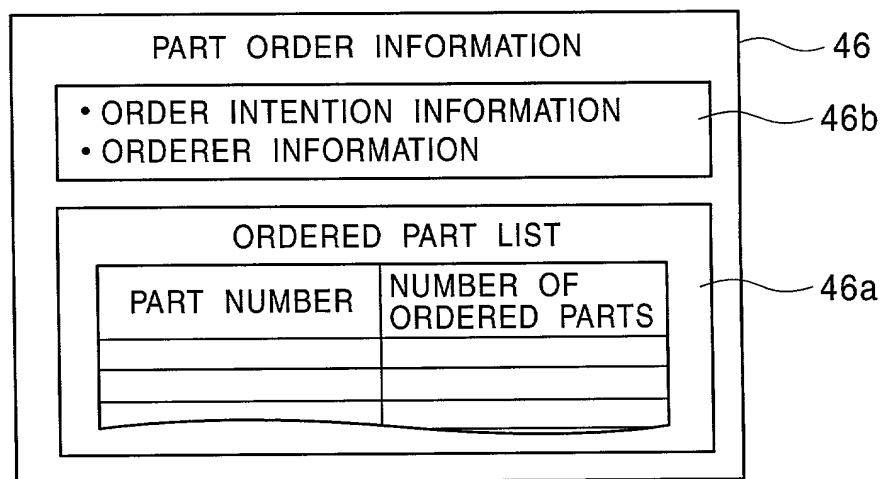 PART ORDER INFORMATION
46
• ORDER INTENTION INFORMATION
• ORDERER INFORMATION
46b
ORDERED PART LIST
PART NUMBER
NUMBER OF
ORDERED PARTS
46a